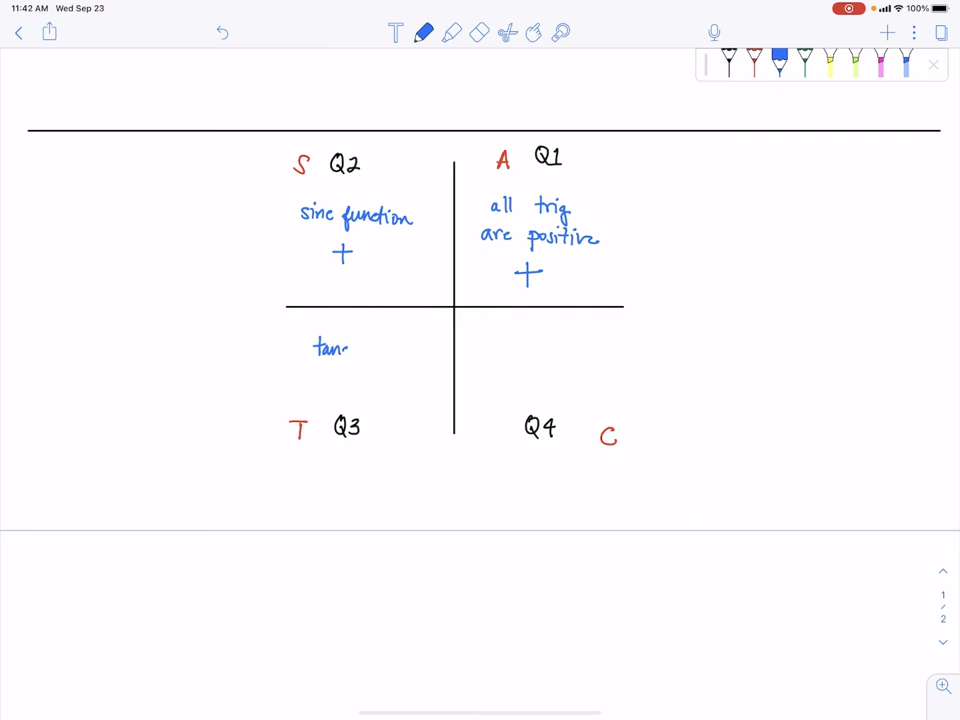 11:42 AM Wed Sep 23
100%
S Q2
A Q1
sine function
+
all trig
are positive
+
tan
T Q3
Q4 C
1
/
2